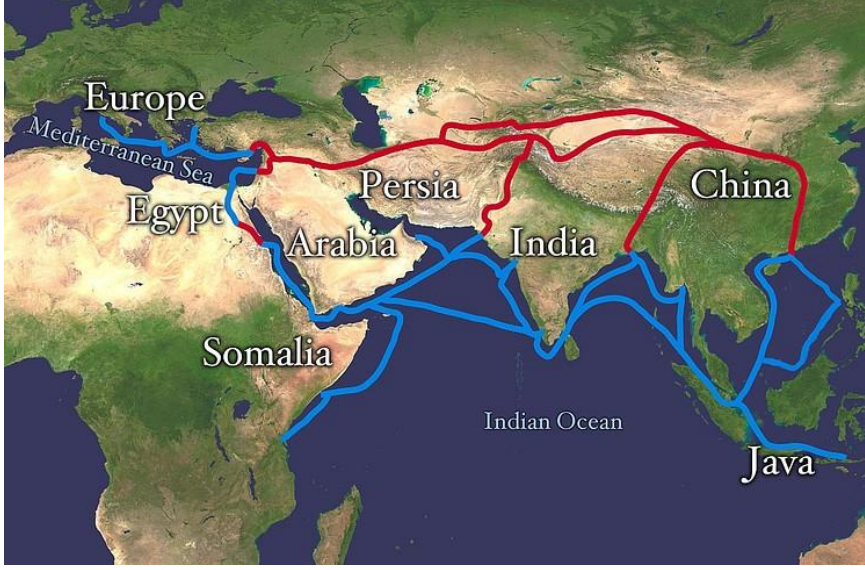 Europe
Mediterranean Sea
Egypt
Persia
China
Arabia
India
Somalia
Indian Ocean
Java